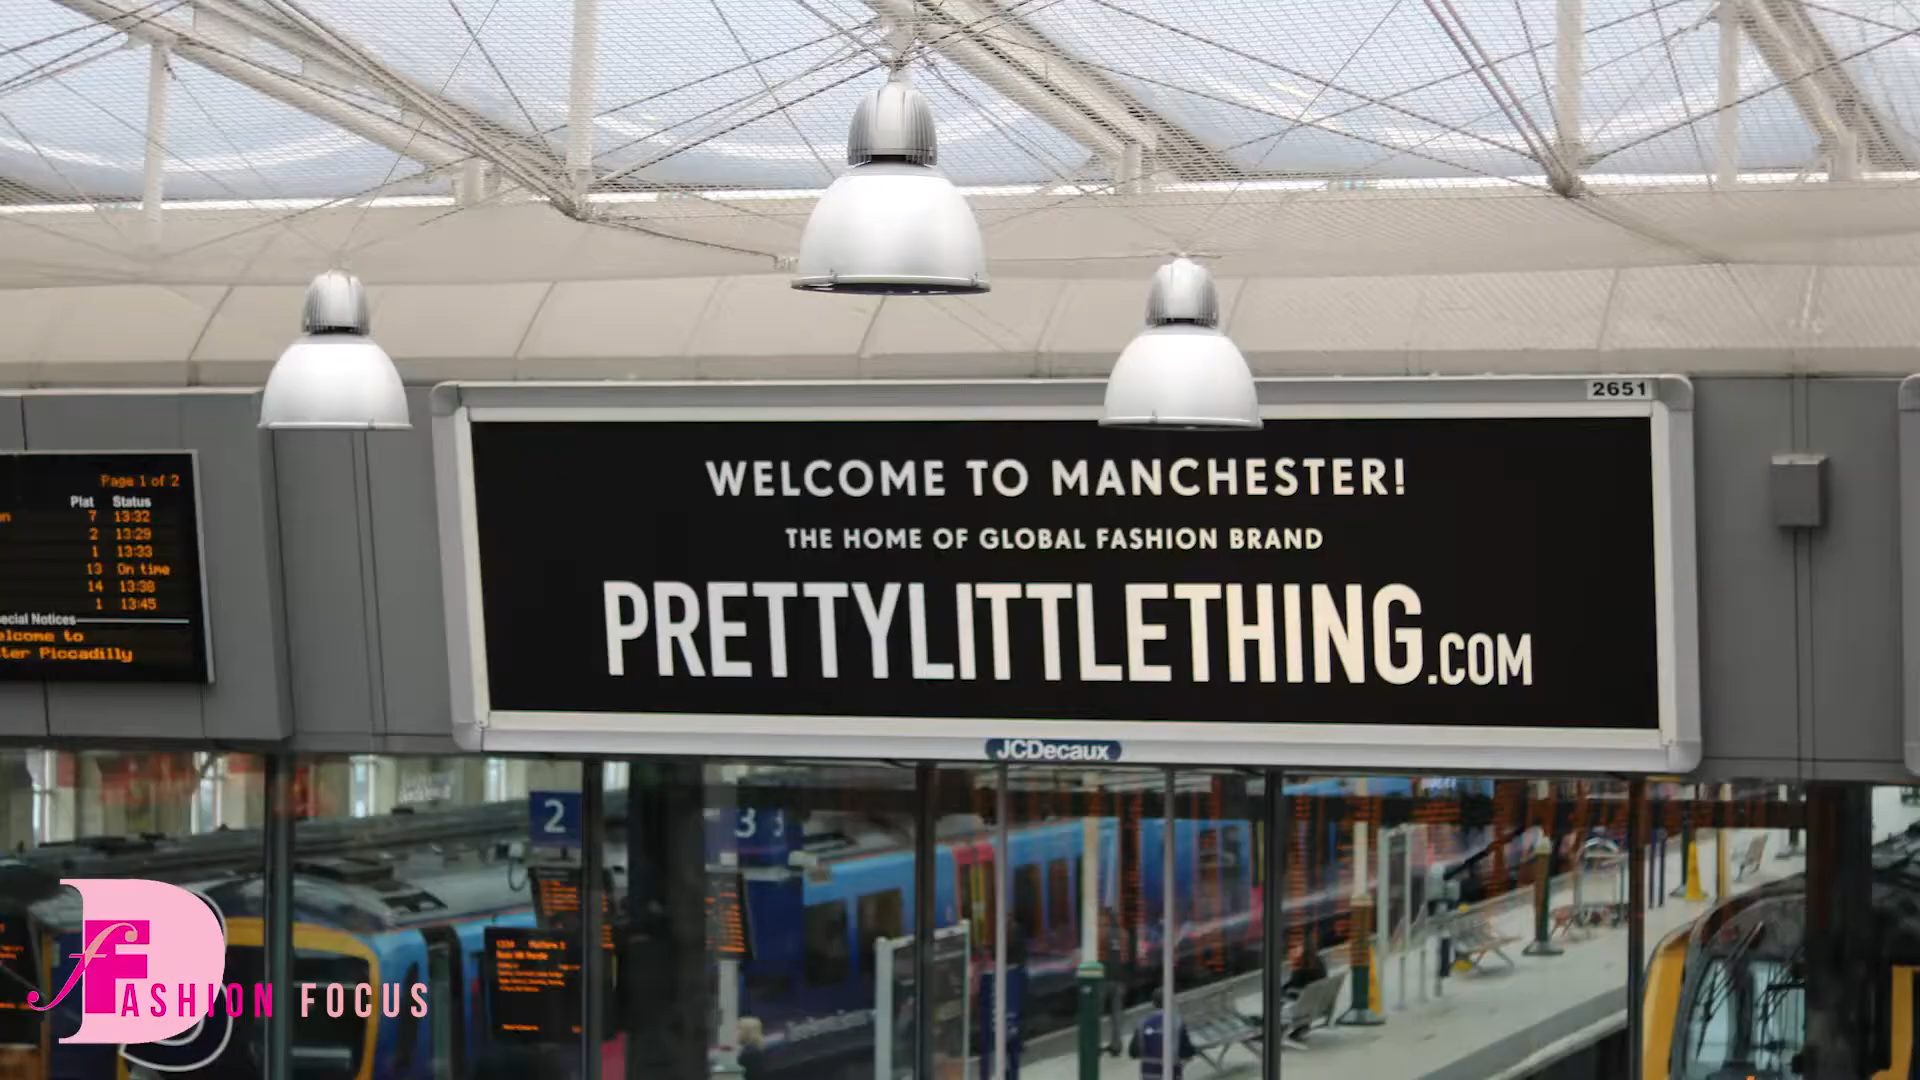 2651
WELCOME TO MANCHESTER!
THE HOME OF GLOBAL FASHION BRAND
PRETTYLITTLETHING.COM
JCDecaux
Page 1 of 2
Plat Status
7 13:32
2 13:29
1 13:33
13 On time
14 13:38
1 13:45
ecial Notices
elcome to
ter Piccadilly
2
3
FASHION FOCUS